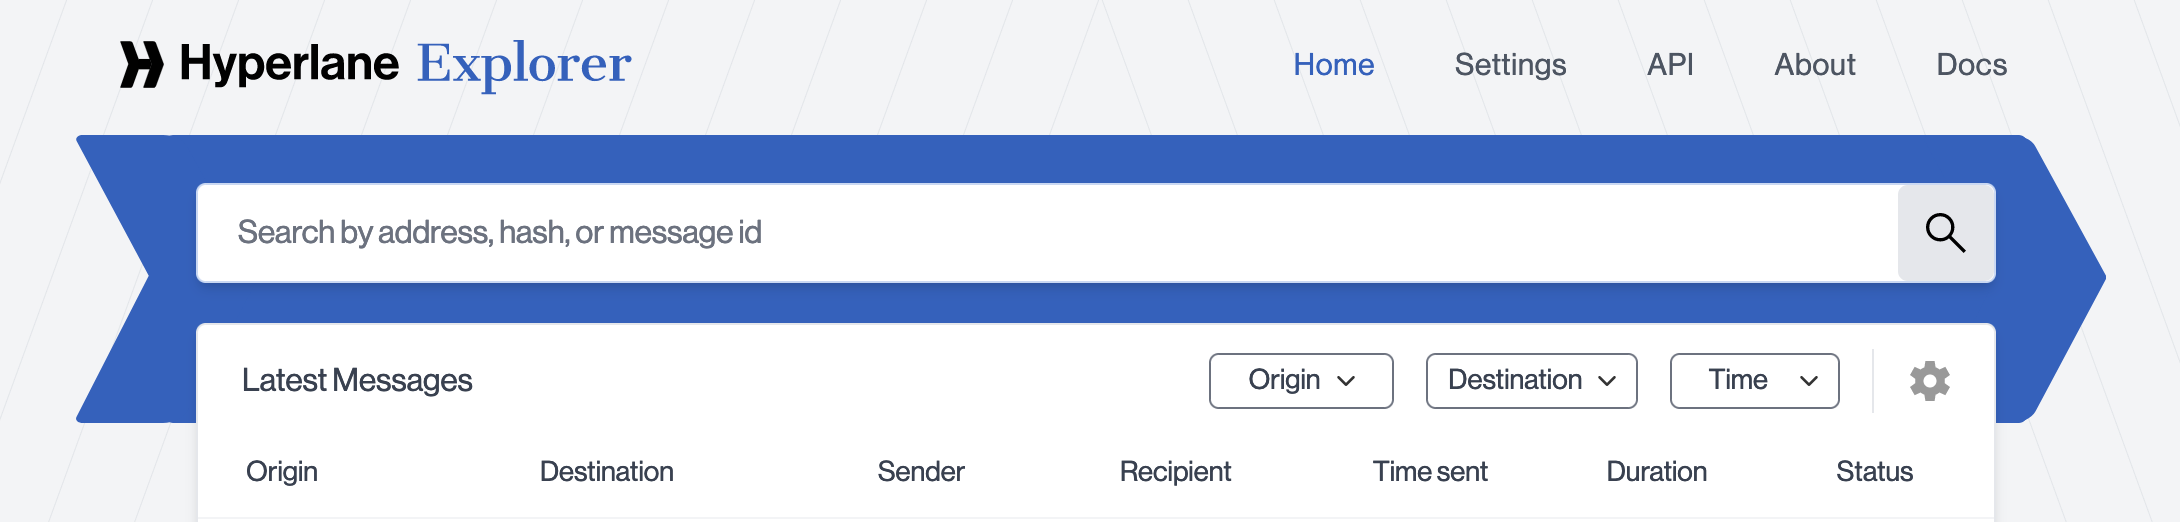 Hyperlane Explorer Home Settings API About Docs
Search by address, hash, or message id
Latest Messages Origin Destination Time
Origin Destination Sender Recipient Time sent Duration Status